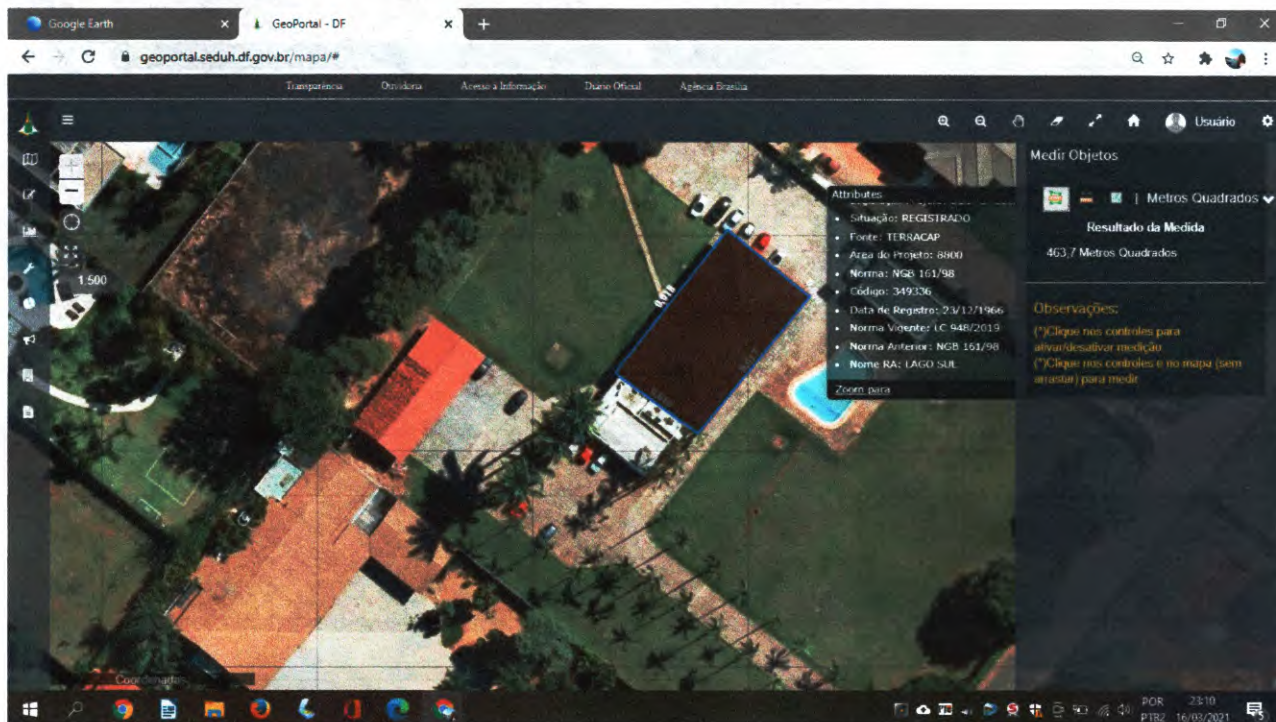 Google Earth
GeoPortal - DF
geoportal.seduh.df.gov.br/mapa/#
Transparência Ouvidoria Acesso à Informação Diário Oficial Agência Brasília
Usuário
1:500
Attributes
Situação: REGISTRADO
Fonte: TERRACAP
Área do Projeto: 8800
Norma: NGB 161/98
Código: 349336
Data de Registro: 23/12/1966
Norma Vigente: LC 948/2019
Norma Anterior: NGB 161/98
Nome RA: LAGO SUL
Zoom para
Medir Objetos
| Metros Quadrados
Resultado da Medida
463,7 Metros Quadrados
Observações:
(*)Clique nos controles para
ativar/desativar medição
(*)Clique nos controles e no mapa (sem
arrastar) para medir
Coordenadas
POR
PTB2
23:10
16/03/2021